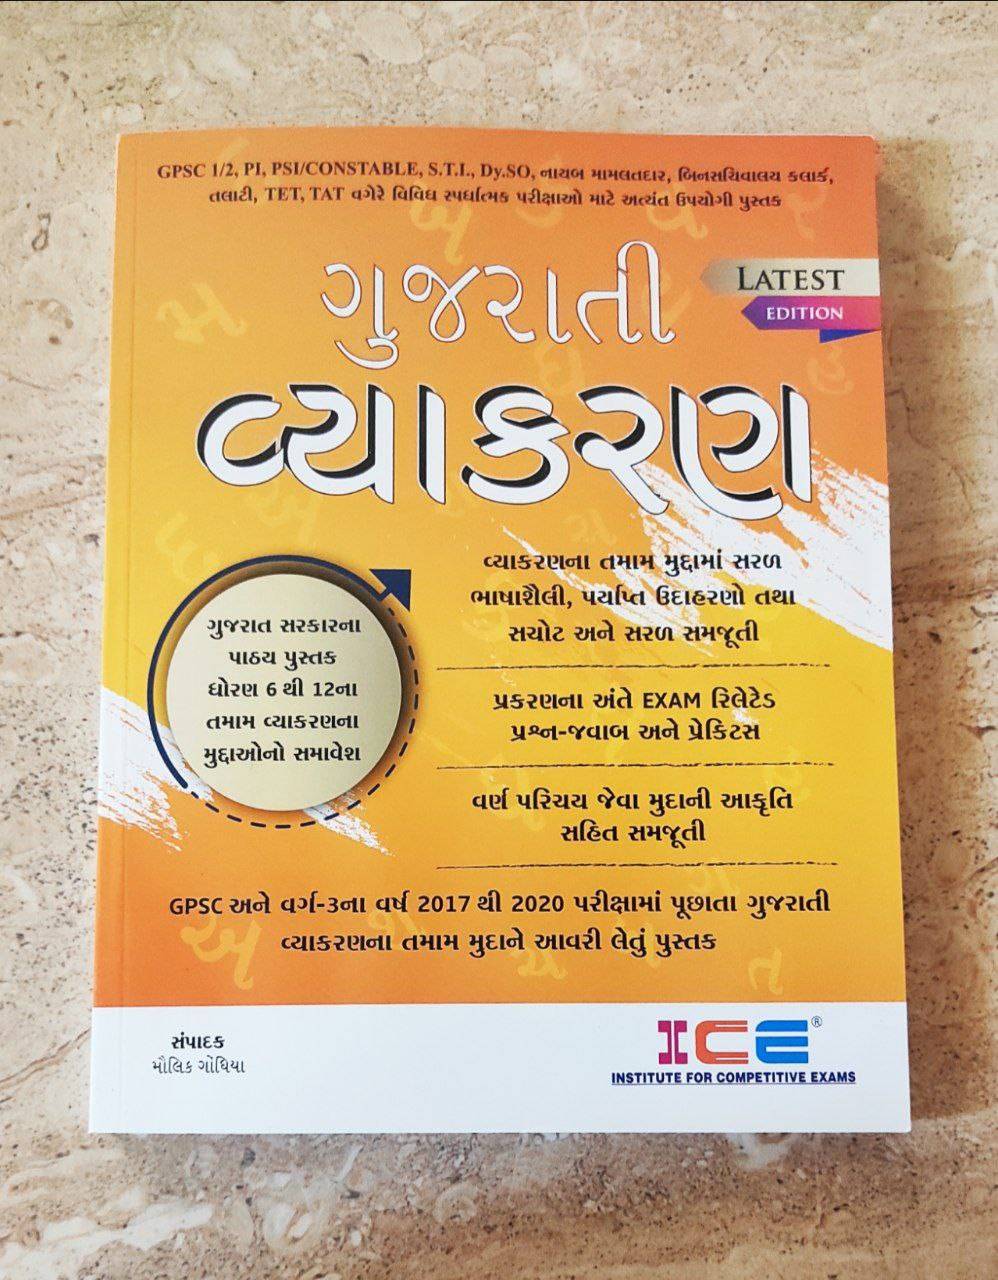 GPSC 1/2, PI, PSI/CONSTABLE, S.T.I., Dy.SO, નાયબ મામલતદાર, બિનસચિવાલય કલાર્ક,
તલાટી, TET, TAT વગેરે વિવિધ સ્પર્ધાત્મક પરીક્ષાઓ માટે અત્યંત ઉપયોગી પુસ્તક
ગુજરાતી
LATEST
EDITION
વ્યાકરણ
વ્યાકરણના તમામ મુદ્દામાં સરળ
ભાષાશૈલી, પર્યાપ્ત ઉદાહરણો તથા
સચોટ અને સરળ સમજૂતી
ગુજરાત સરકારના
પાઠય પુસ્તક
ધોરણ 6 થી 12ના
તમામ વ્યાકરણના
મુદ્દાઓનો સમાવેશ
પ્રકરણના અંતે EXAM રિલેટેડ
પ્રશ્ન-જવાબ અને પ્રેકિટસ
વર્ણ પરિચય જેવા મુદાની આકૃતિ
સહિત સમજૂતી
GPSC અને વર્ગ-૩ના વર્ષ 2017 થી 2020 પરીક્ષામાં પૂછાતા ગુજરાતી
વ્યાકરણના તમામ મુદાને આવરી લેતું પુસ્તક
સંપાદક
મૌલિક ગોંધિયા
ICE®
INSTITUTE FOR COMPETITIVE EXAMS